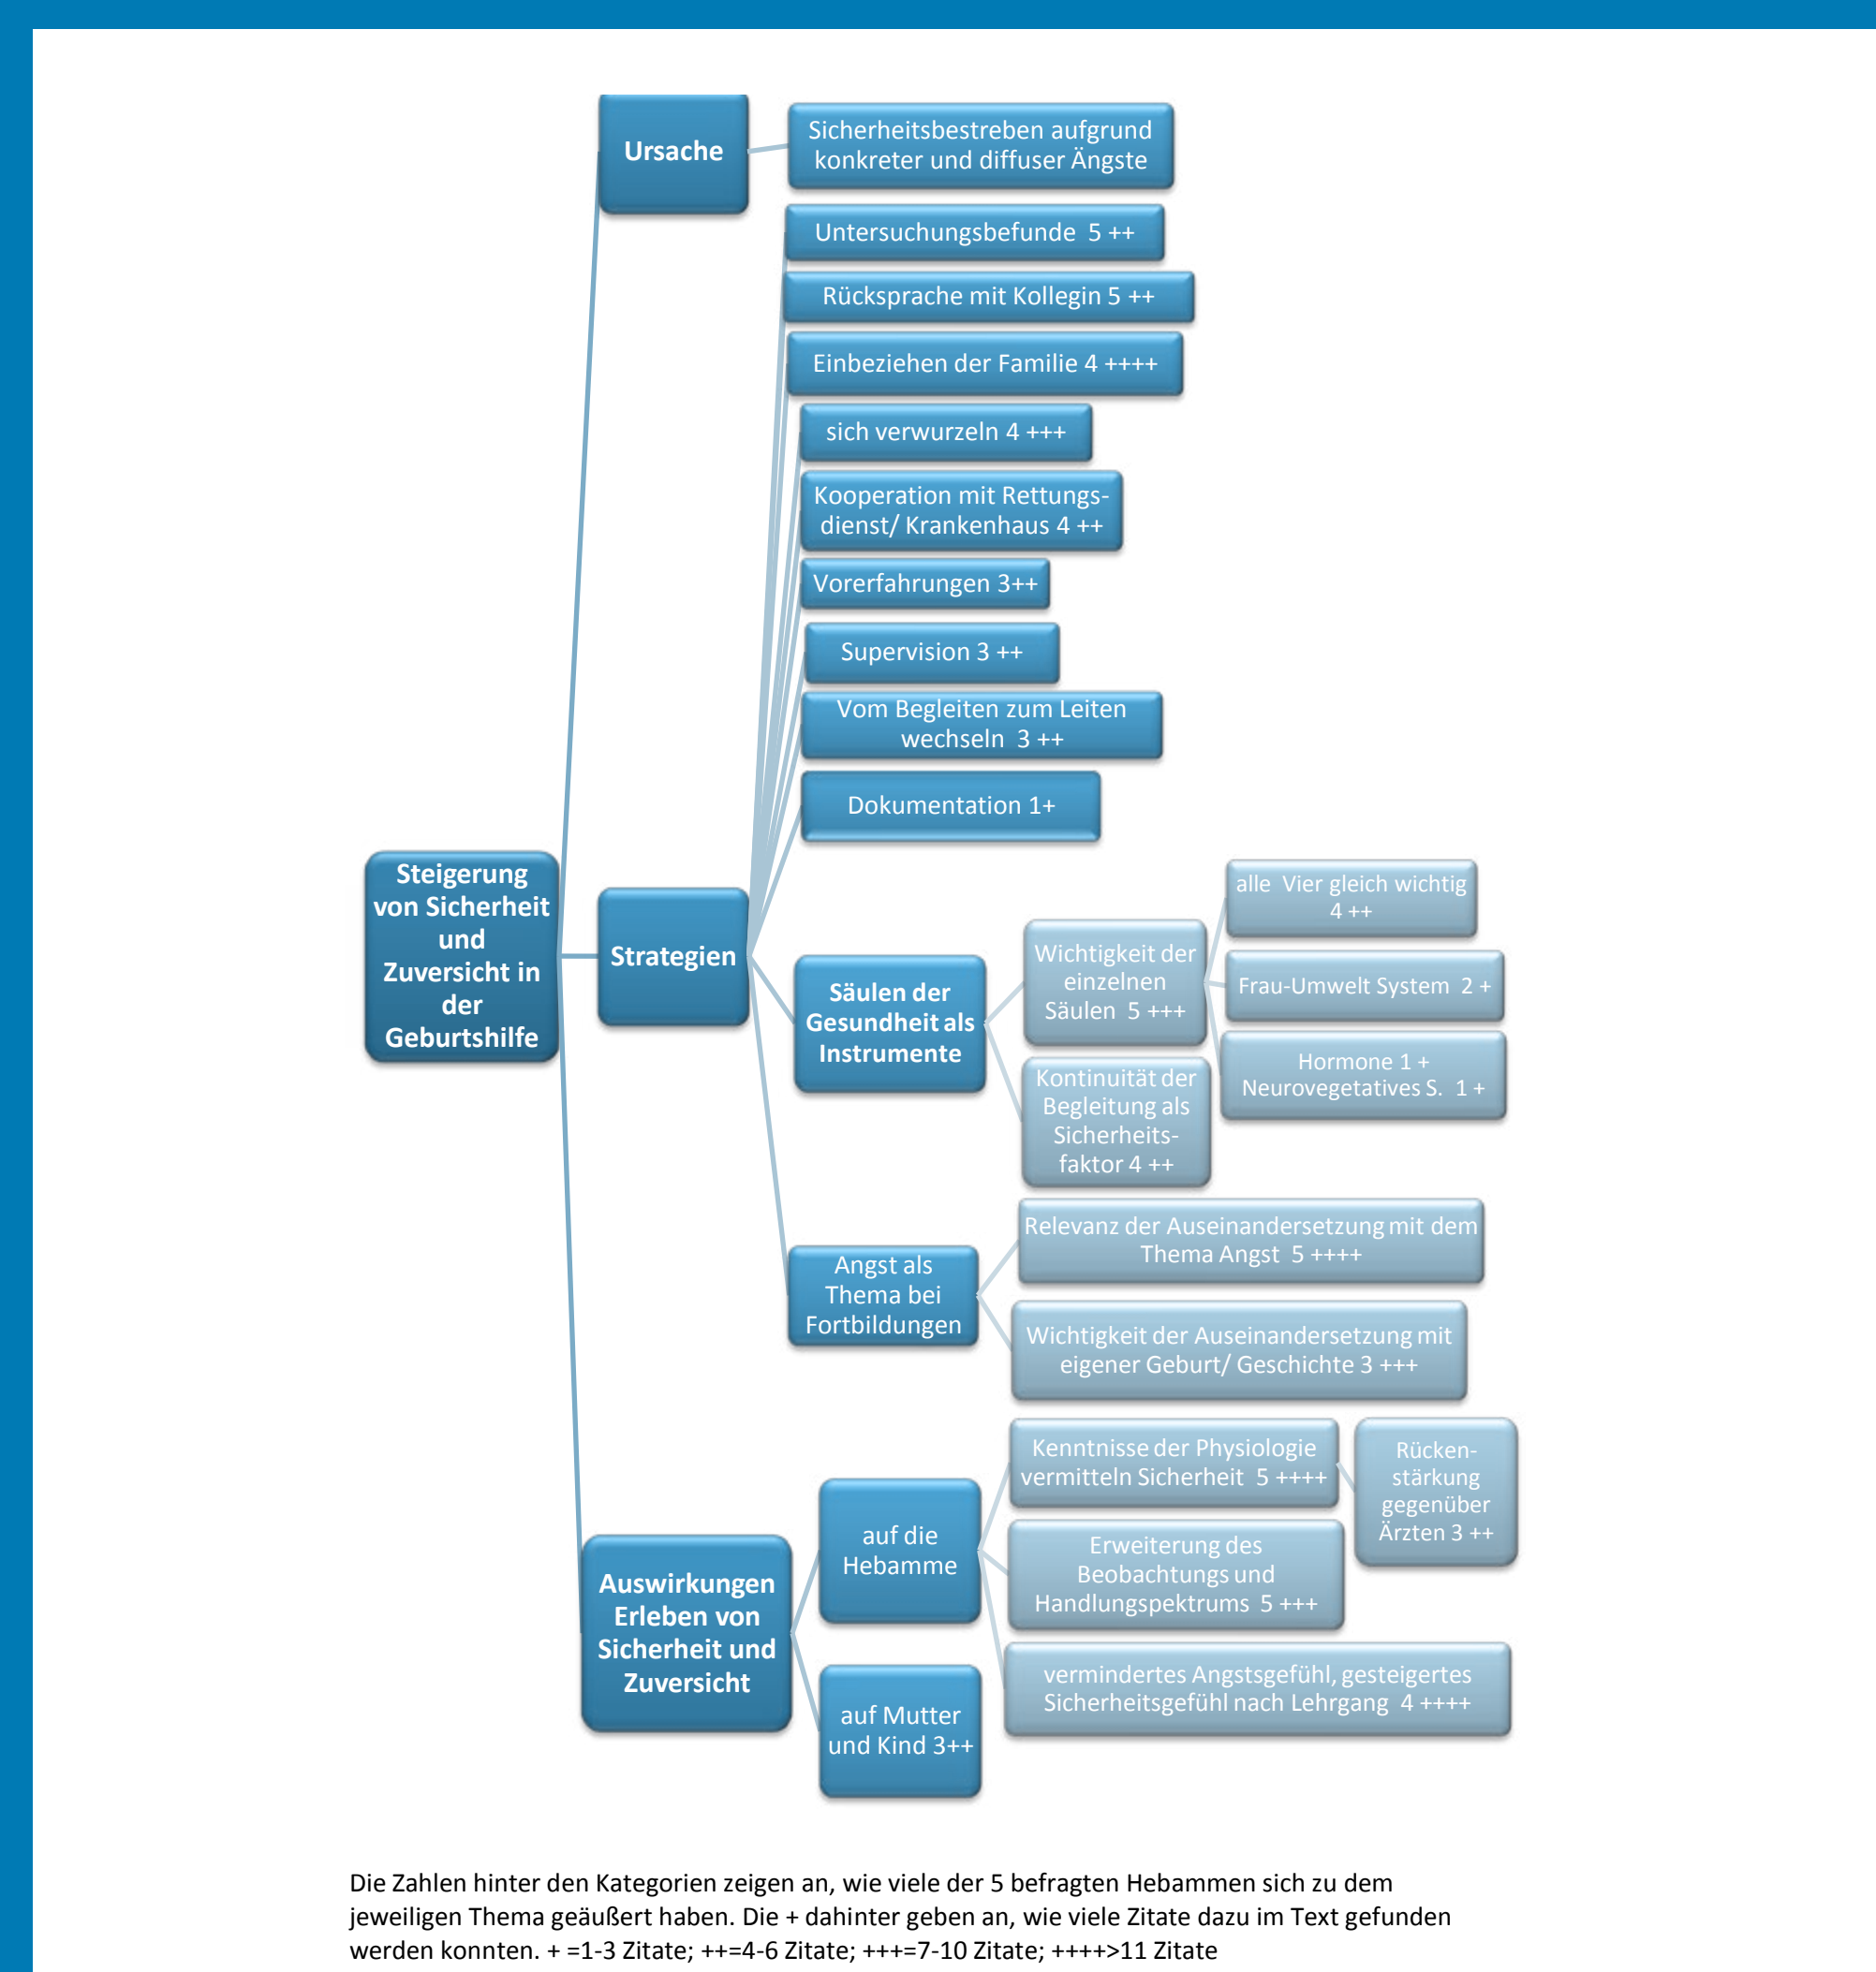 Ursache
Sicherheitsbestreben aufgrund
konkreter und diffuser Ängste
Untersuchungsbefunde 5 ++
Rücksprache mit Kollegin 5 ++
Einbeziehen der Familie 4 ++++
sich verwurzeln 4 +++
Kooperation mit Rettungs-
dienst/ Krankenhaus 4 ++
Vorerfahrungen 3++
Supervision 3 ++
Vom Begleiten zum Leiten
wechseln 3 ++
Dokumentation 1+
Steigerung
von Sicherheit
und
Zuversicht in
der
Geburtshilfe
Strategien
Säulen der
Gesundheit als
Instrumente
Wichtigkeit der
einzelnen
Säulen 5 +++
alle Vier gleich wichtig
4 ++
Frau-Umwelt System 2 +
Hormone 1 +
Neurovegetatives S. 1 +
Kontinuität der
Begleitung als
Sicherheits-
faktor 4 ++
Angst als
Thema bei
Fortbildungen
Relevanz der Auseinandersetzung mit dem
Thema Angst 5 ++++
Wichtigkeit der Auseinandersetzung mit
eigener Geburt/ Geschichte 3 +++
Auswirkungen
Erleben von
Sicherheit und
Zuversicht
auf die
Hebamme
Kenntnisse der Physiologie
vermitteln Sicherheit 5 ++++
Rücken-
stärkung
gegenüber
Ärzten 3 ++
Erweiterung des
Beobachtungs und
Handlungspektrums 5 +++
vermindertes Angstsgefühl, gesteigertes
Sicherheitsgefühl nach Lehrgang 4 ++++
auf Mutter
und Kind 3++
Die Zahlen hinter den Kategorien zeigen an, wie viele der 5 befragten Hebammen sich zu dem
jeweiligen Thema geäußert haben. Die + dahinter geben an, wie viele Zitate dazu im Text gefunden
werden konnten. + =1-3 Zitate; ++=4-6 Zitate; +++=7-10 Zitate; ++++>11 Zitate